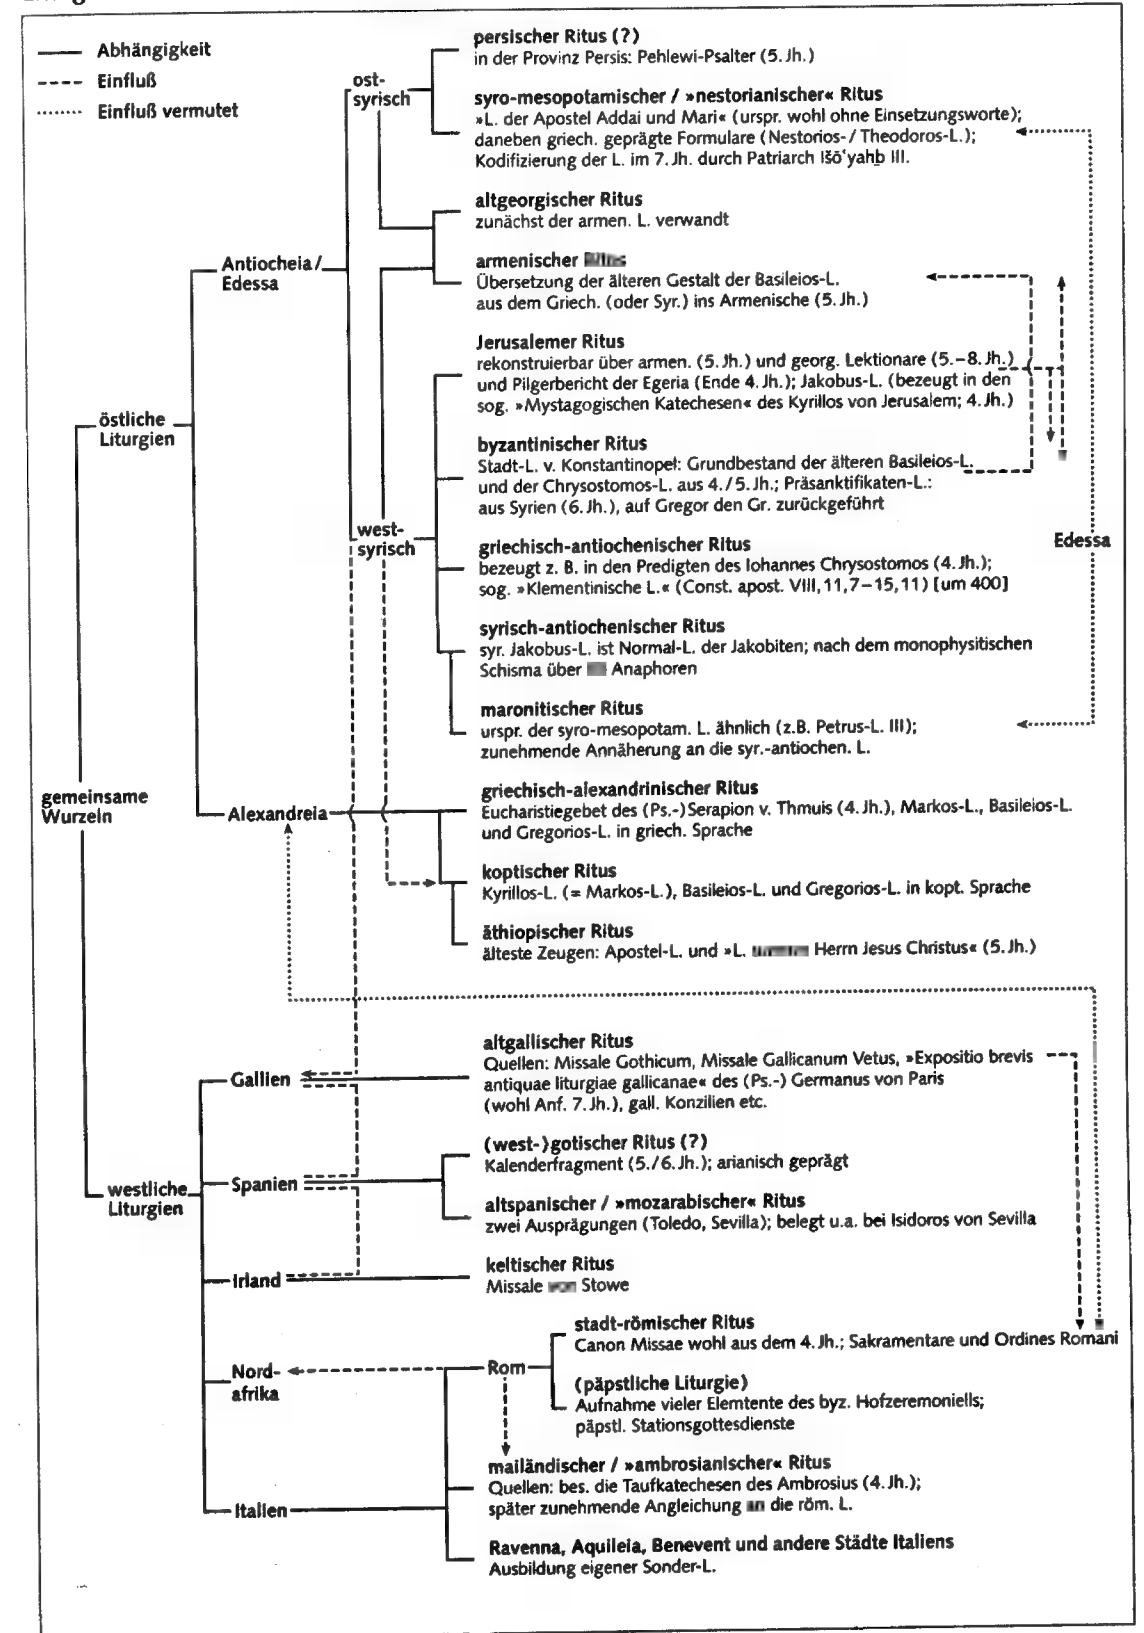 Abhängigkeit
Einfluß
Einfluß vermutet
persischer Ritus (?)
in der Provinz Persis: Pehlewi-Psalter (5. Jh.)
ost-
syrisch
syro-mesopotamischer / »nestorianischer« Ritus
»L. der Apostel Addai und Mari« (urspr. wohl ohne Einsetzungsworte);
daneben griech. geprägte Formulare (Nestorios-/ Theodoros-L.);
Kodifizierung der L. im 7. Jh. durch Patriarch Išōʿyahḇ III.
altgeorgischer Ritus
zunächst der armen. L. verwandt
Antiocheia/
Edessa
armenischer
Übersetzung der älteren Gestalt der Basileios-L.
aus dem Griech. (oder Syr.) ins Armenische (5. Jh.)
Jerusalemer Ritus
rekonstruierbar über armen. (5. Jh.) und georg. Lektionare (5.–8. Jh.)
und Pilgerbericht der Egeria (Ende 4. Jh.); Jakobus-L. (bezeugt in den
sog. »Mystagogischen Katechesen« des Kyrillos von Jerusalem; 4. Jh.)
östliche
Liturgien
byzantinischer Ritus
Stadt-L. v. Konstantinopel: Grundbestand der älteren Basileios-L.
und der Chrysostomos-L. aus 4./5. Jh.; Präsanktifikaten-L.:
aus Syrien (6. Jh.), auf Gregor den Gr. zurückgeführt
west-
syrisch
Edessa
griechisch-antiochenischer Ritus
bezeugt z. B. in den Predigten des Iohannes Chrysostomos (4. Jh.);
sog. »Klementinische L.« (Const. apost. VIII, 11,7–15,11) [um 400]
syrisch-antiochenischer Ritus
syr. Jakobus-L. ist Normal-L. der Jakobiten; nach dem monophysitischen
Schisma über Anaphoren
maronitischer Ritus
urspr. der syro-mesopotam. L. ähnlich (z.B. Petrus-L. III);
zunehmende Annäherung an die syr.-antiochen. L.
gemeinsame
Wurzeln
Alexandreia
griechisch-alexandrinischer Ritus
Eucharistiegebet des (Ps.-) Serapion v. Thmuis (4. Jh.), Markos-L., Basileios-L.
und Gregorios-L. in griech. Sprache
koptischer Ritus
Kyrillos-L. (= Markos-L.), Basileios-L. und Gregorios-L. in kopt. Sprache
äthiopischer Ritus
älteste Zeugen: Apostel-L. und »L. Herrn Jesus Christus« (5. Jh.)
Gallien
altgallischer Ritus
Quellen: Missale Gothicum, Missale Gallicanum Vetus, »Expositio brevis
antiquae liturgiae gallicanae« des (Ps.-) Germanus von Paris
(wohl Anf. 7. Jh.), gall. Konzilien etc.
westliche
Liturgien
Spanien
(west-)gotischer Ritus (?)
Kalenderfragment (5./6. Jh.); arianisch geprägt
altspanischer / »mozarabischer« Ritus
zwei Ausprägungen (Toledo, Sevilla); belegt u.a. bei Isidoros von Sevilla
Irland
keltischer Ritus
Missale Stowe
Nord-
afrika
Rom
stadt-römischer Ritus
Canon Missae wohl aus dem 4. Jh.; Sakramentare und Ordines Romani
(päpstliche Liturgie)
Aufnahme vieler Elemtente des byz. Hofzeremoniells;
päpstl. Stationsgottesdienste
Italien
mailändischer / »ambrosianischer« Ritus
Quellen: bes. die Taufkatechesen des Ambrosius (4. Jh.);
später zunehmende Angleichung die röm. L.
Ravenna, Aquileia, Benevent und andere Städte Italiens
Ausbildung eigener Sonder-L.